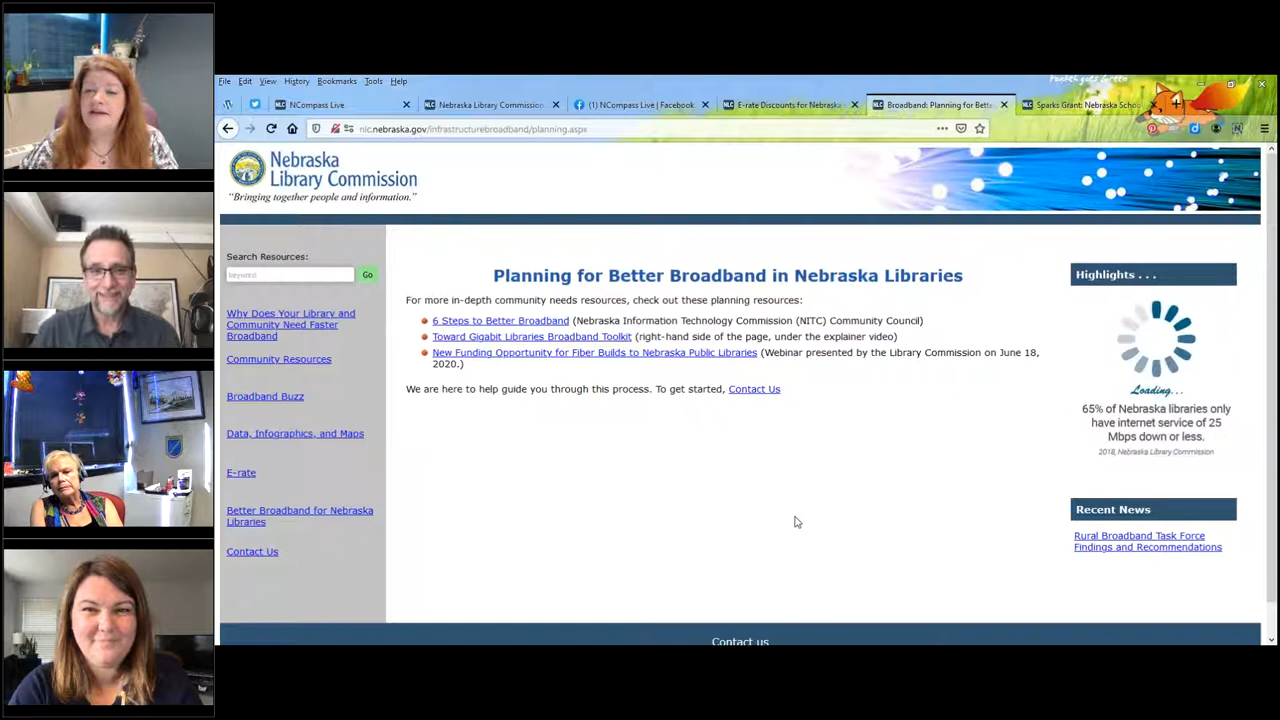 File Edit View History Bookmarks Tools Help
NCompass Live
Nebraska Library Commission
(1) NCompass Live | Facebook
E-rate Discounts for Nebraska
Broadband: Planning for Bette
Sparks Grant: Nebraska Scho
nlc.nebraska.gov/infrastructurebroadband/planning.aspx
Nebraska
Library Commission
“Bringing together people and information.”
Search Resources:
keyword
Go
Why Does Your Library and
Community Need Faster
Broadband
Community Resources
Broadband Buzz
Data, Infographics, and Maps
E-rate
Better Broadband for Nebraska
Libraries
Contact Us
Planning for Better Broadband in Nebraska Libraries
For more in-depth community needs resources, check out these planning resources:
6 Steps to Better Broadband (Nebraska Information Technology Commission (NITC) Community Council)
Toward Gigabit Libraries Broadband Toolkit (right-hand side of the page, under the explainer video)
New Funding Opportunity for Fiber Builds to Nebraska Public Libraries (Webinar presented by the Library Commission on June 18,
2020.)
We are here to help guide you through this process. To get started, Contact Us
Highlights . . .
Loading...
65% of Nebraska libraries only
have internet service of 25
Mbps down or less.
2018, Nebraska Library Commission
Recent News
Rural Broadband Task Force
Findings and Recommendations
Contact us